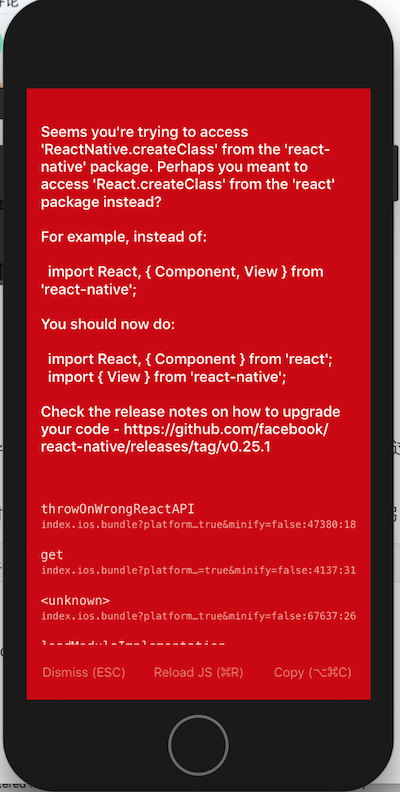 Seems you're trying to access
'ReactNative.createClass' from the 'react-
native' package. Perhaps you meant to
access 'React.createClass' from the 'react'
package instead?
For example, instead of:
import React, { Component, View } from
'react-native';
You should now do:
import React, { Component } from 'react';
import { View } from 'react-native';
Check the release notes on how to upgrade
your code - https://github.com/facebook/
react-native/releases/tag/v0.25.1
throwOnWrongReactAPI
index.ios.bundle?platform…true&minify=false:47380:18
get
index.ios.bundle?platform…=true&minify=false:4137:31
<unknown>
index.ios.bundle?platform…true&minify=false:67637:26
loadModuleImplementation
Dismiss (ESC) Reload JS (⌘R) Copy (⌥⌘C)